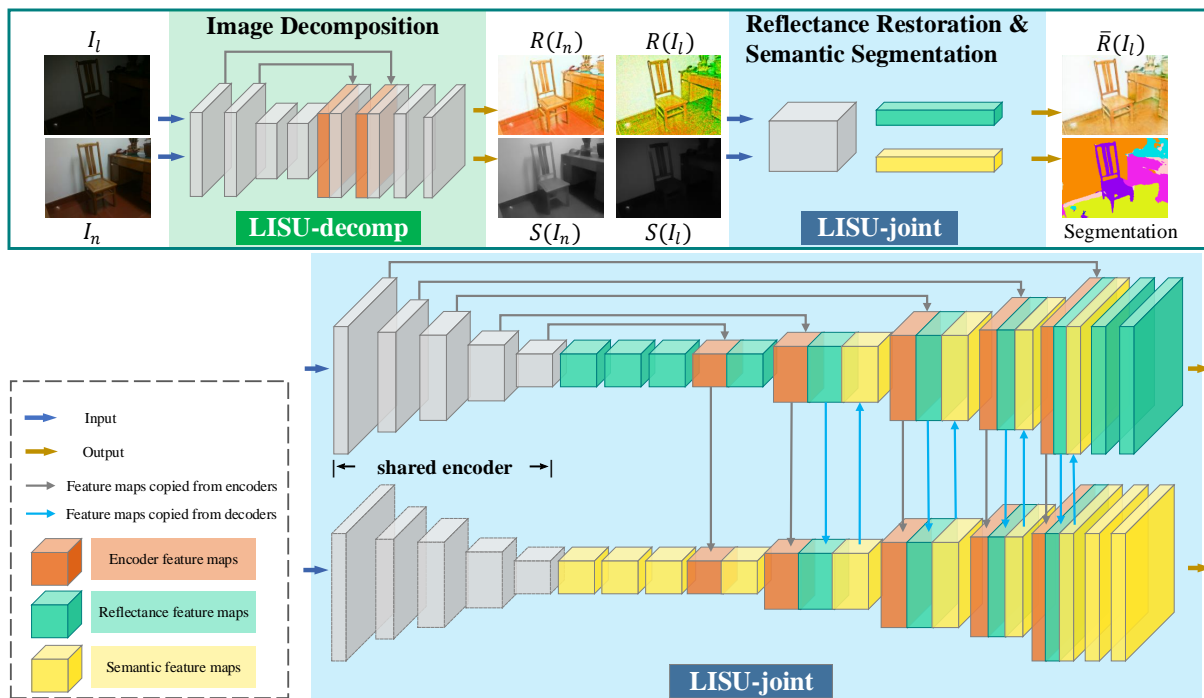 Image Decomposition
Reflectance Restoration &
Semantic Segmentation
I_l
R(I_n)
R(I_l)
R̄(I_l)
I_n
LISU-decomp
S(I_n)
S(I_l)
LISU-joint
Segmentation
shared encoder
Input
Output
Feature maps copied from encoders
Feature maps copied from decoders
Encoder feature maps
Reflectance feature maps
Semantic feature maps
LISU-joint